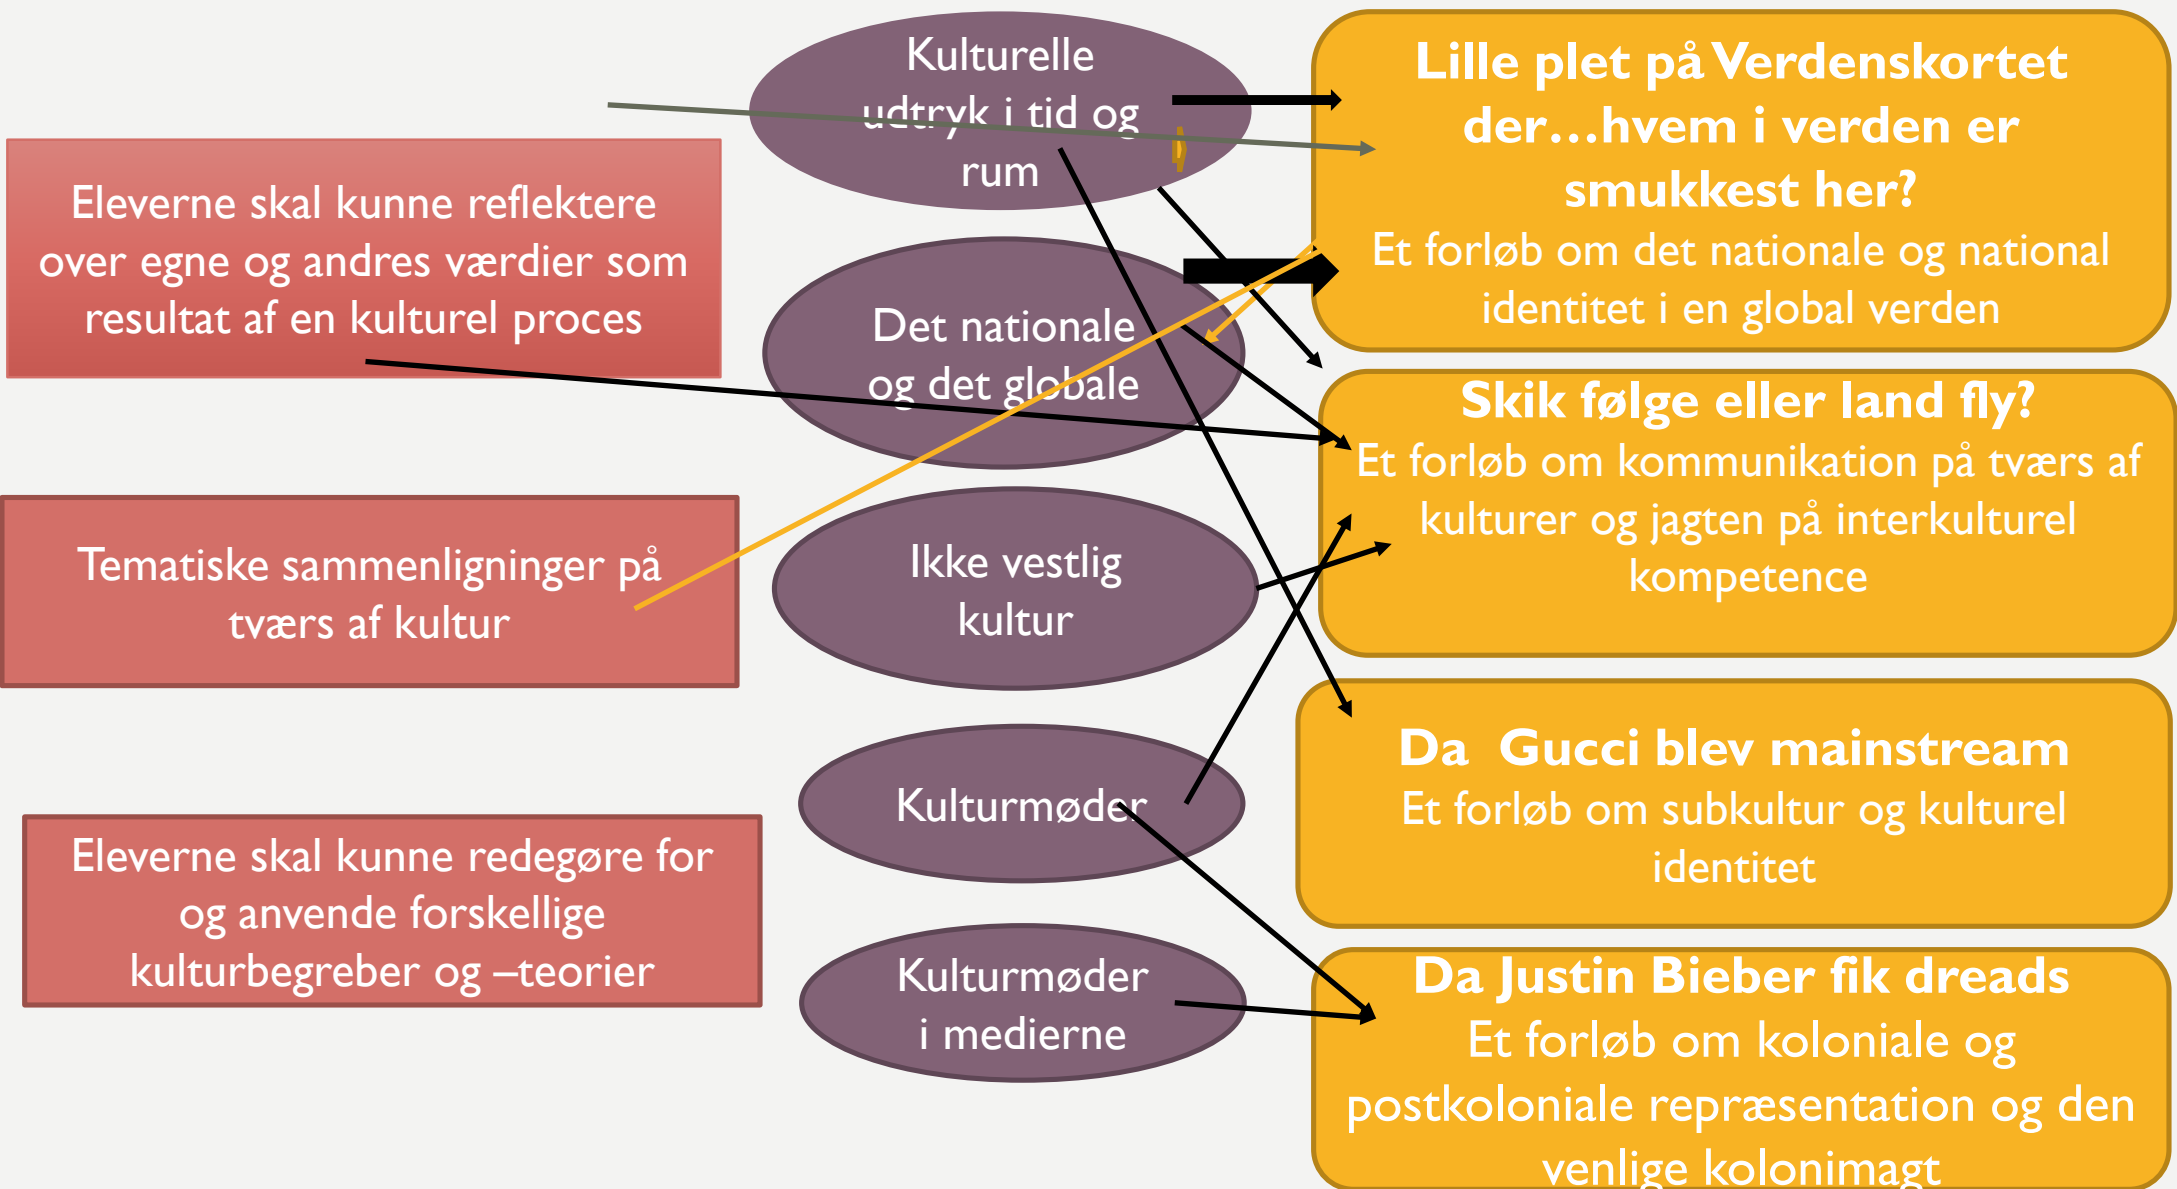 Eleverne skal kunne reflektere
over egne og andres værdier som
resultat af en kulturel proces
Tematiske sammenligninger på
tværs af kultur
Eleverne skal kunne redegøre for
og anvende forskellige
kulturbegreber og –teorier
Kulturelle
udtryk i tid og
rum
Det nationale
og det globale
Ikke vestlig
kultur
Kulturmøder
Kulturmøder
i medierne
Lille plet på Verdenskortet
der…hvem i verden er
smukkest her?
Et forløb om det nationale og national
identitet i en global verden
Skik følge eller land fly?
Et forløb om kommunikation på tværs af
kulturer og jagten på interkulturel
kompetence
Da  Gucci blev mainstream
Et forløb om subkultur og kulturel
identitet
Da Justin Bieber fik dreads
Et forløb om koloniale og
postkoloniale repræsentation og den
venlige kolonimagt